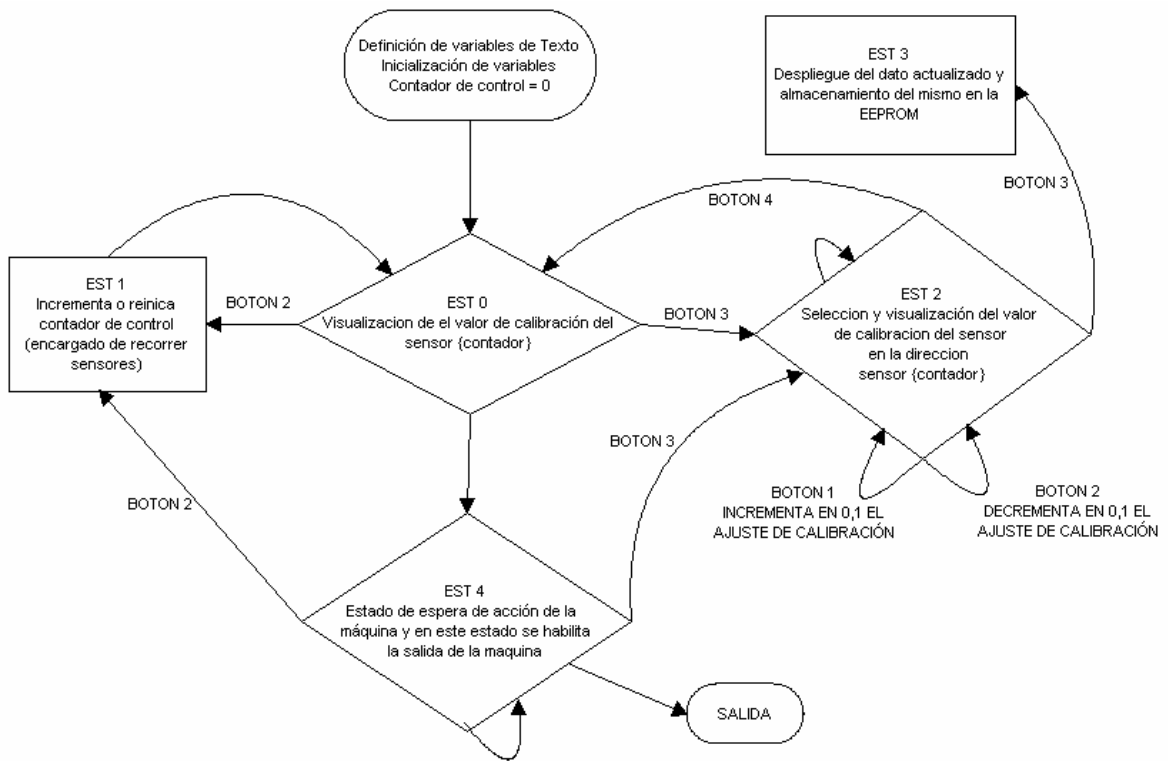 Definición de variables de Texto
Inicialización de variables
Contador de control = 0
EST 3
Despliegue del dato actualizado y
almacenamiento del mismo en la
EEPROM
BOTON 4
BOTON 3
EST 1
Incrementa o reinica
contador de control
(encargado de recorrer
sensores)
BOTON 2
EST 0
Visualizacion de el valor de calibración del
sensor {contador}
BOTON 3
EST 2
Seleccion y visualización del valor
de calibracion del sensor
en la direccion
sensor {contador}
BOTON 2
BOTON 3
BOTON 1
INCREMENTA EN 0,1 EL
AJUSTE DE CALIBRACIÓN
BOTON 2
DECREMENTA EN 0,1 EL
AJUSTE DE CALIBRACIÓN
EST 4
Estado de espera de acción de la
máquina y en este estado se habilita
la salida de la maquina
SALIDA